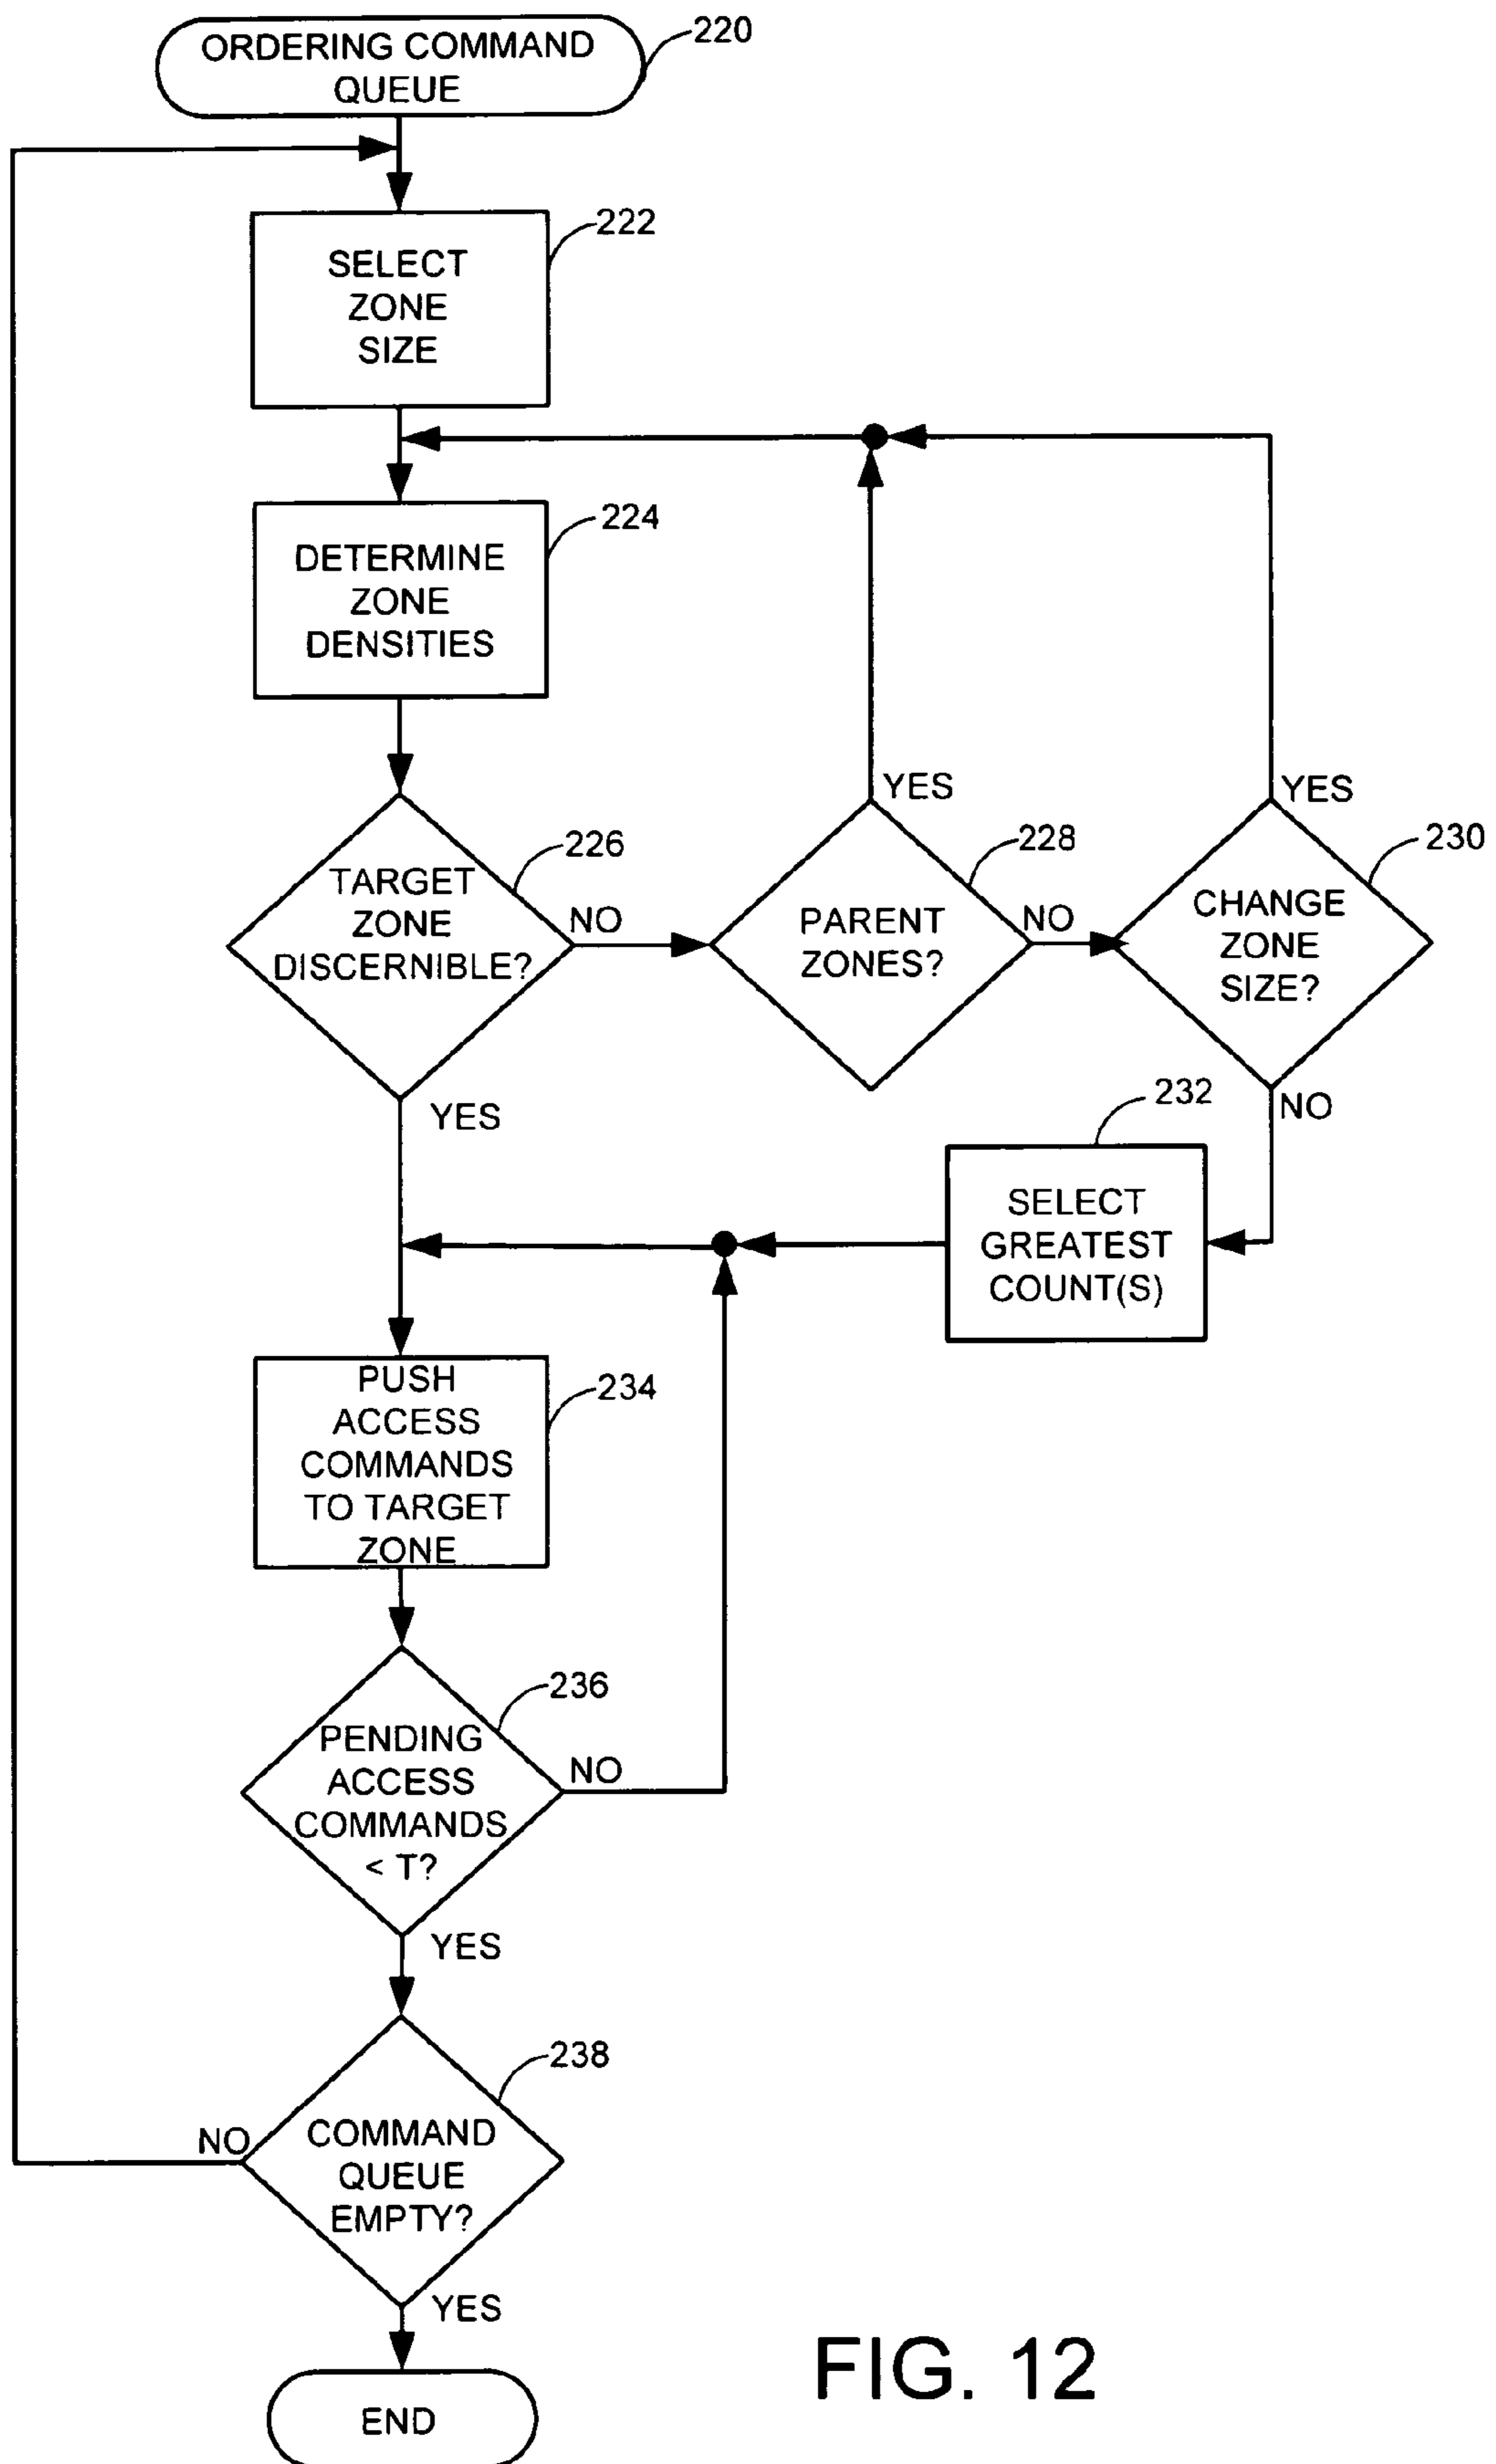 ORDERING COMMAND
QUEUE
220
SELECT
ZONE
SIZE
222
DETERMINE
ZONE
DENSITIES
224
TARGET
ZONE
DISCERNIBLE?
226
NO
YES
PARENT
ZONES?
228
YES
NO
CHANGE
ZONE
SIZE?
230
YES
NO
SELECT
GREATEST
COUNT(S)
232
PUSH
ACCESS
COMMANDS
TO TARGET
ZONE
234
PENDING
ACCESS
COMMANDS
< T?
236
NO
YES
COMMAND
QUEUE
EMPTY?
238
NO
YES
END
FIG. 12